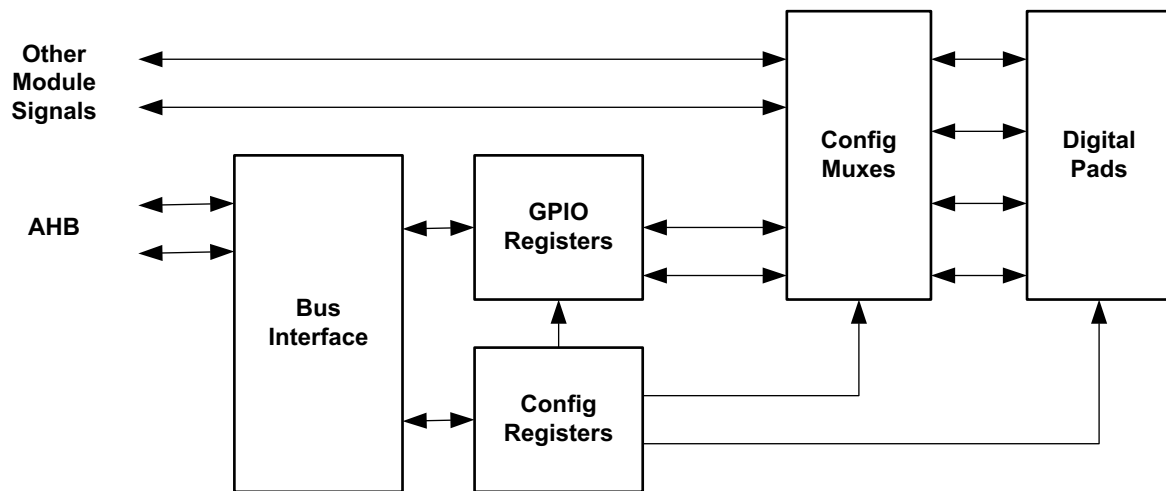 Other
Module
Signals
AHB
Bus
Interface
GPIO
Registers
Config
Registers
Config
Muxes
Digital
Pads